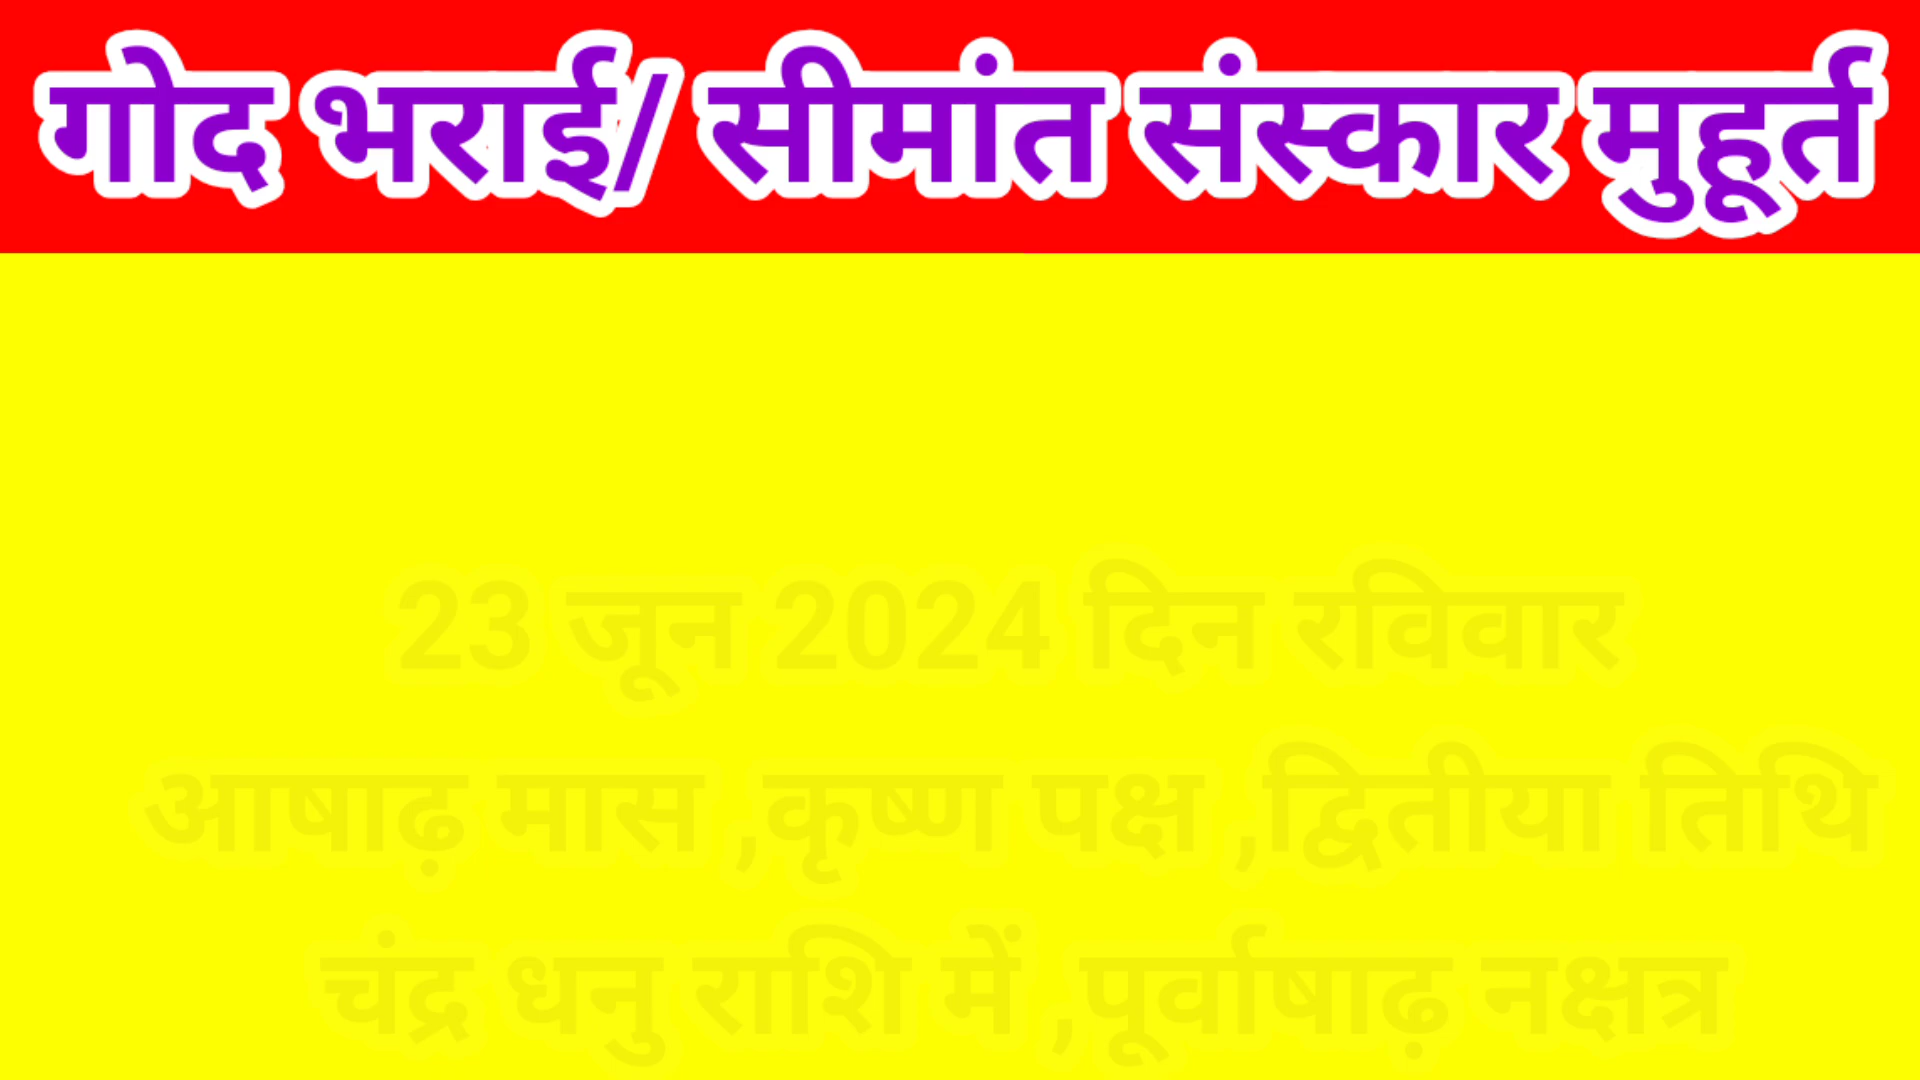 गोद भराई/ सीमांत संस्कार मुहूर्त
23 जून 2024 दिन रविवार
आषाढ़ मास ,कृष्ण पक्ष ,द्वितीया तिथि
चंद्र धनु राशि में ,पूर्वाषाढ़ नक्षत्र